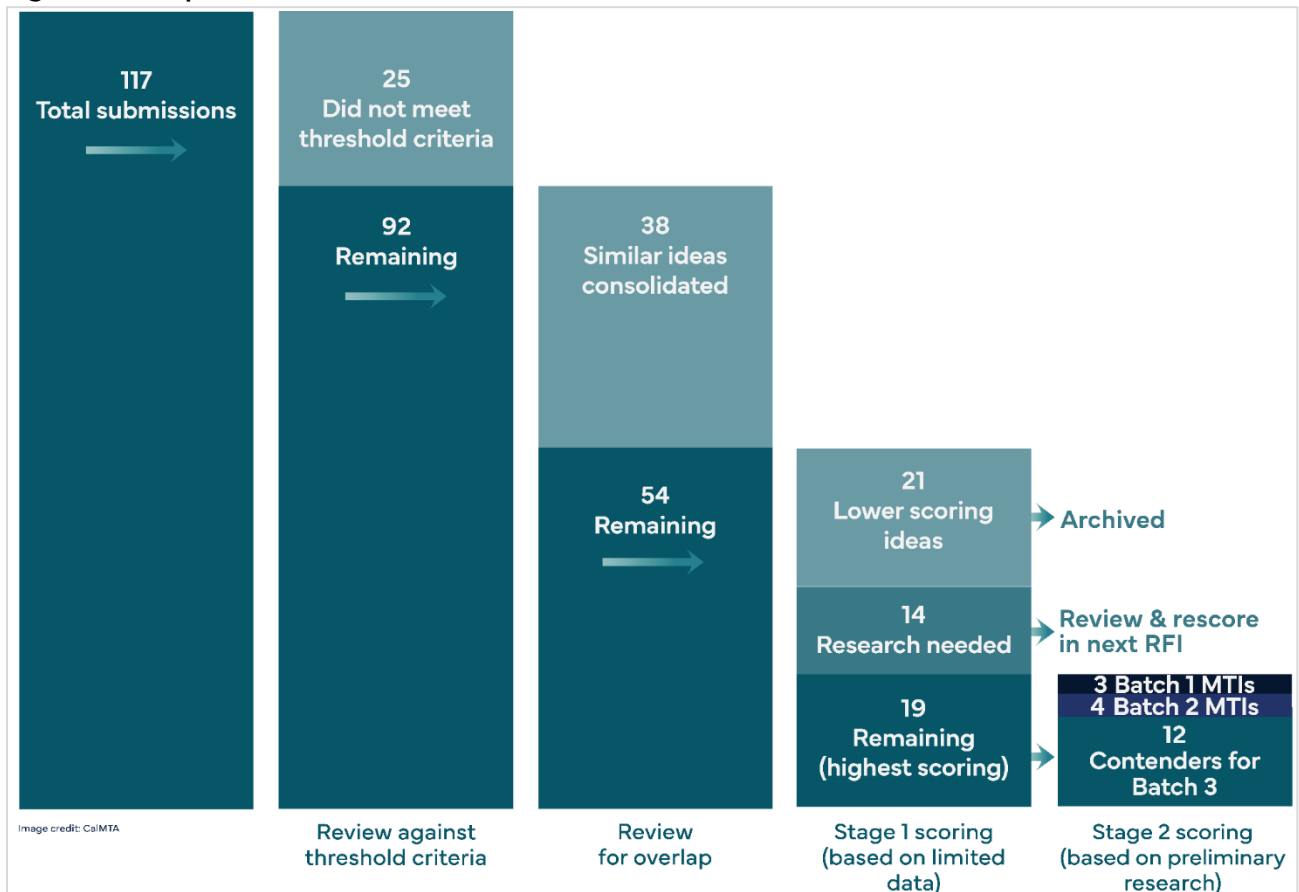 117
Total submissions
25
Did not meet
threshold criteria
92
Remaining
38
Similar ideas
consolidated
54
Remaining
21
Lower scoring
ideas
Archived
14
Research needed
Review & rescore
in next RFI
19
Remaining
(highest scoring)
3 Batch 1 MTIs
4 Batch 2 MTIs
12
Contenders for
Batch 3
Image credit: CalMTA
Review against
threshold criteria
Review
for overlap
Stage 1 scoring
(based on limited
data)
Stage 2 scoring
(based on preliminary
research)